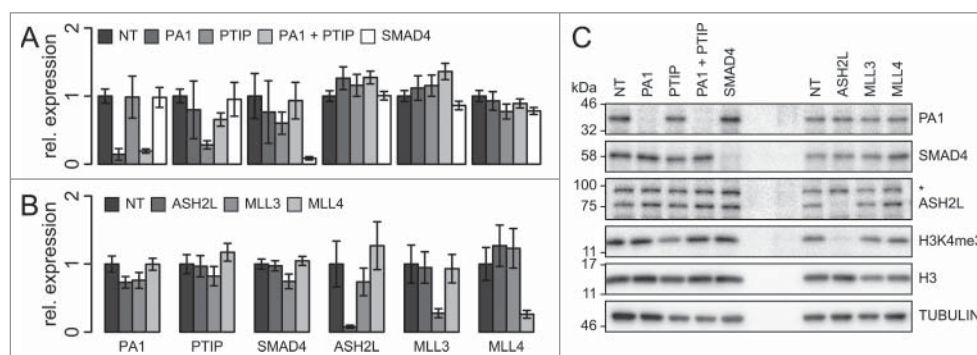 A
NT PA1 PTIP PA1 + PTIP SMAD4
rel. expression
2
1
0
B
NT ASH2L MLL3 MLL4
rel. expression
2
1
0
PA1 PTIP SMAD4 ASH2L MLL3 MLL4
C
NT PA1 PTIP PA1 + PTIP SMAD4 NT ASH2L MLL3 MLL4
kDa
46
32
PA1
58
SMAD4
100
75
*
ASH2L
11
H3K4me3
17
11
H3
46
TUBULIN